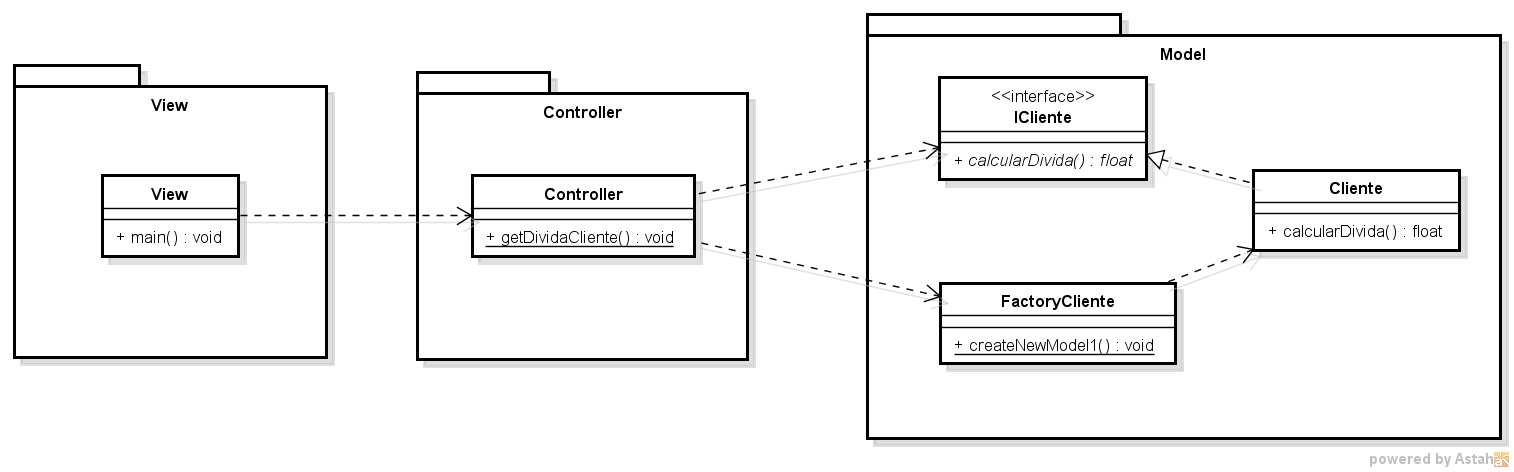 View
View
+ main() : void
Controller
Controller
+ getDividaCliente() : void
Model
<<interface>>
ICliente
+ calcularDivida() : float
Cliente
+ calcularDivida() : float
FactoryCliente
+ createNewModel1() : void
powered by Astah